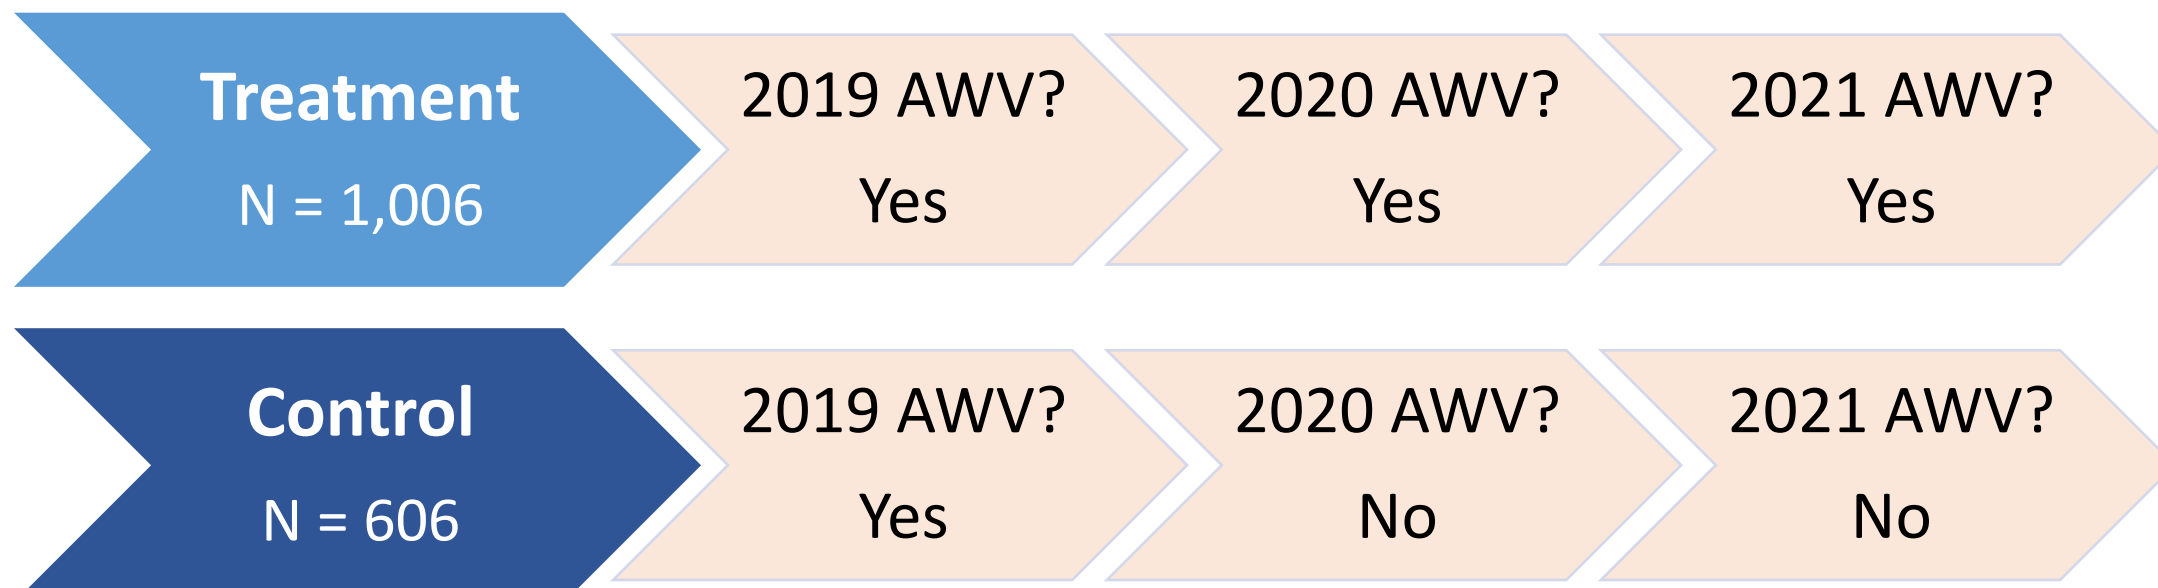 Treatment
N = 1,006
2019 AWV?
Yes
2020 AWV?
Yes
2021 AWV?
Yes
Control
N = 606
2019 AWV?
Yes
2020 AWV?
No
2021 AWV?
No